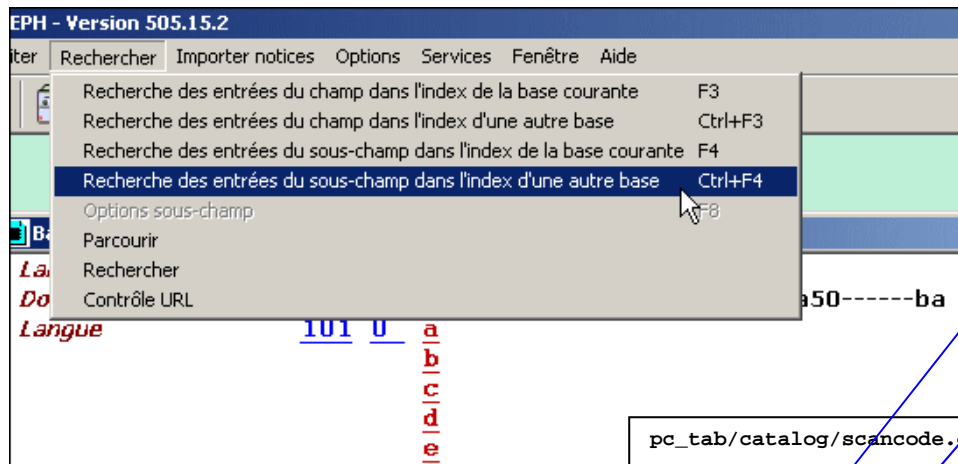 EPH - Version 505.15.2
iter Rechercher Importer notices Options Services Fenêtre Aide
Recherche des entrées du champ dans l'index de la base courante F3
Recherche des entrées du champ dans l'index d'une autre base Ctrl+F3
Recherche des entrées du sous-champ dans l'index de la base courante F4
Recherche des entrées du sous-champ dans l'index d'une autre base Ctrl+F4
Options sous-champ F8
Parcourir
Rechercher
Contrôle URL
Ba
La
Do a50------ba
Langue 101 0 a
b
c
d
e
pc_tab/catalog/scancode.